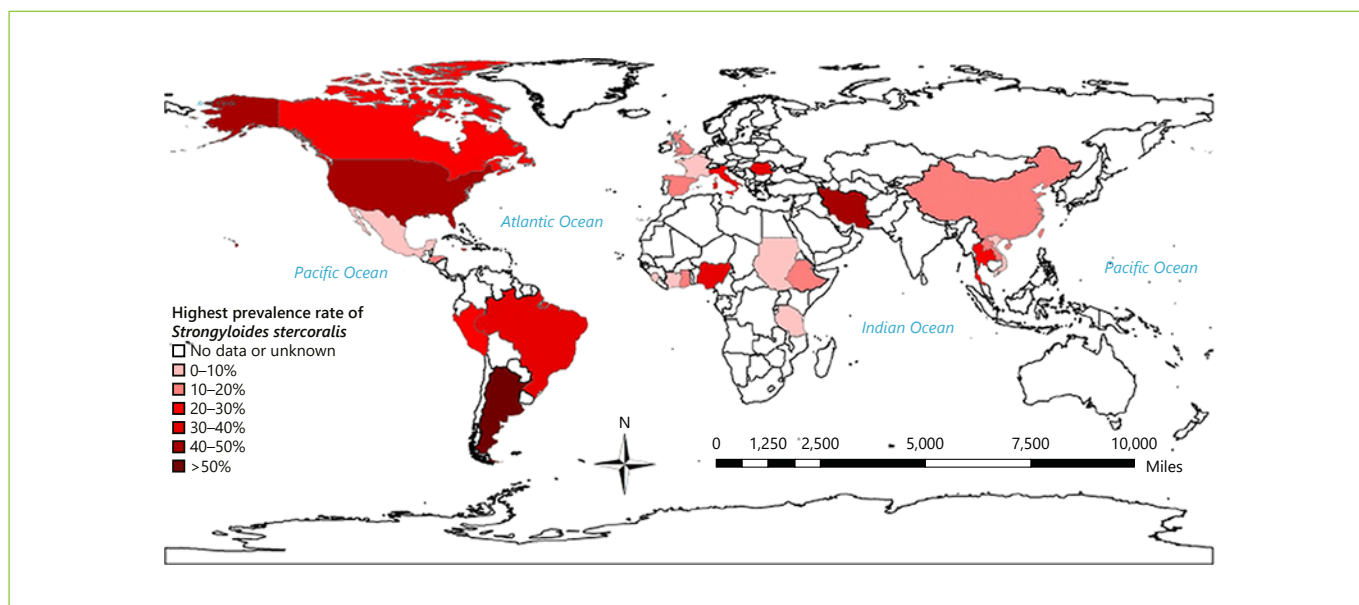 Atlantic Ocean
Pacific Ocean
Pacific Ocean
Indian Ocean
Highest prevalence rate of
Strongyloides stercoralis
No data or unknown
0–10%
10–20%
20–30%
30–40%
40–50%
>50%
N
0 1,250 2,500 5,000 7,500 10,000
Miles